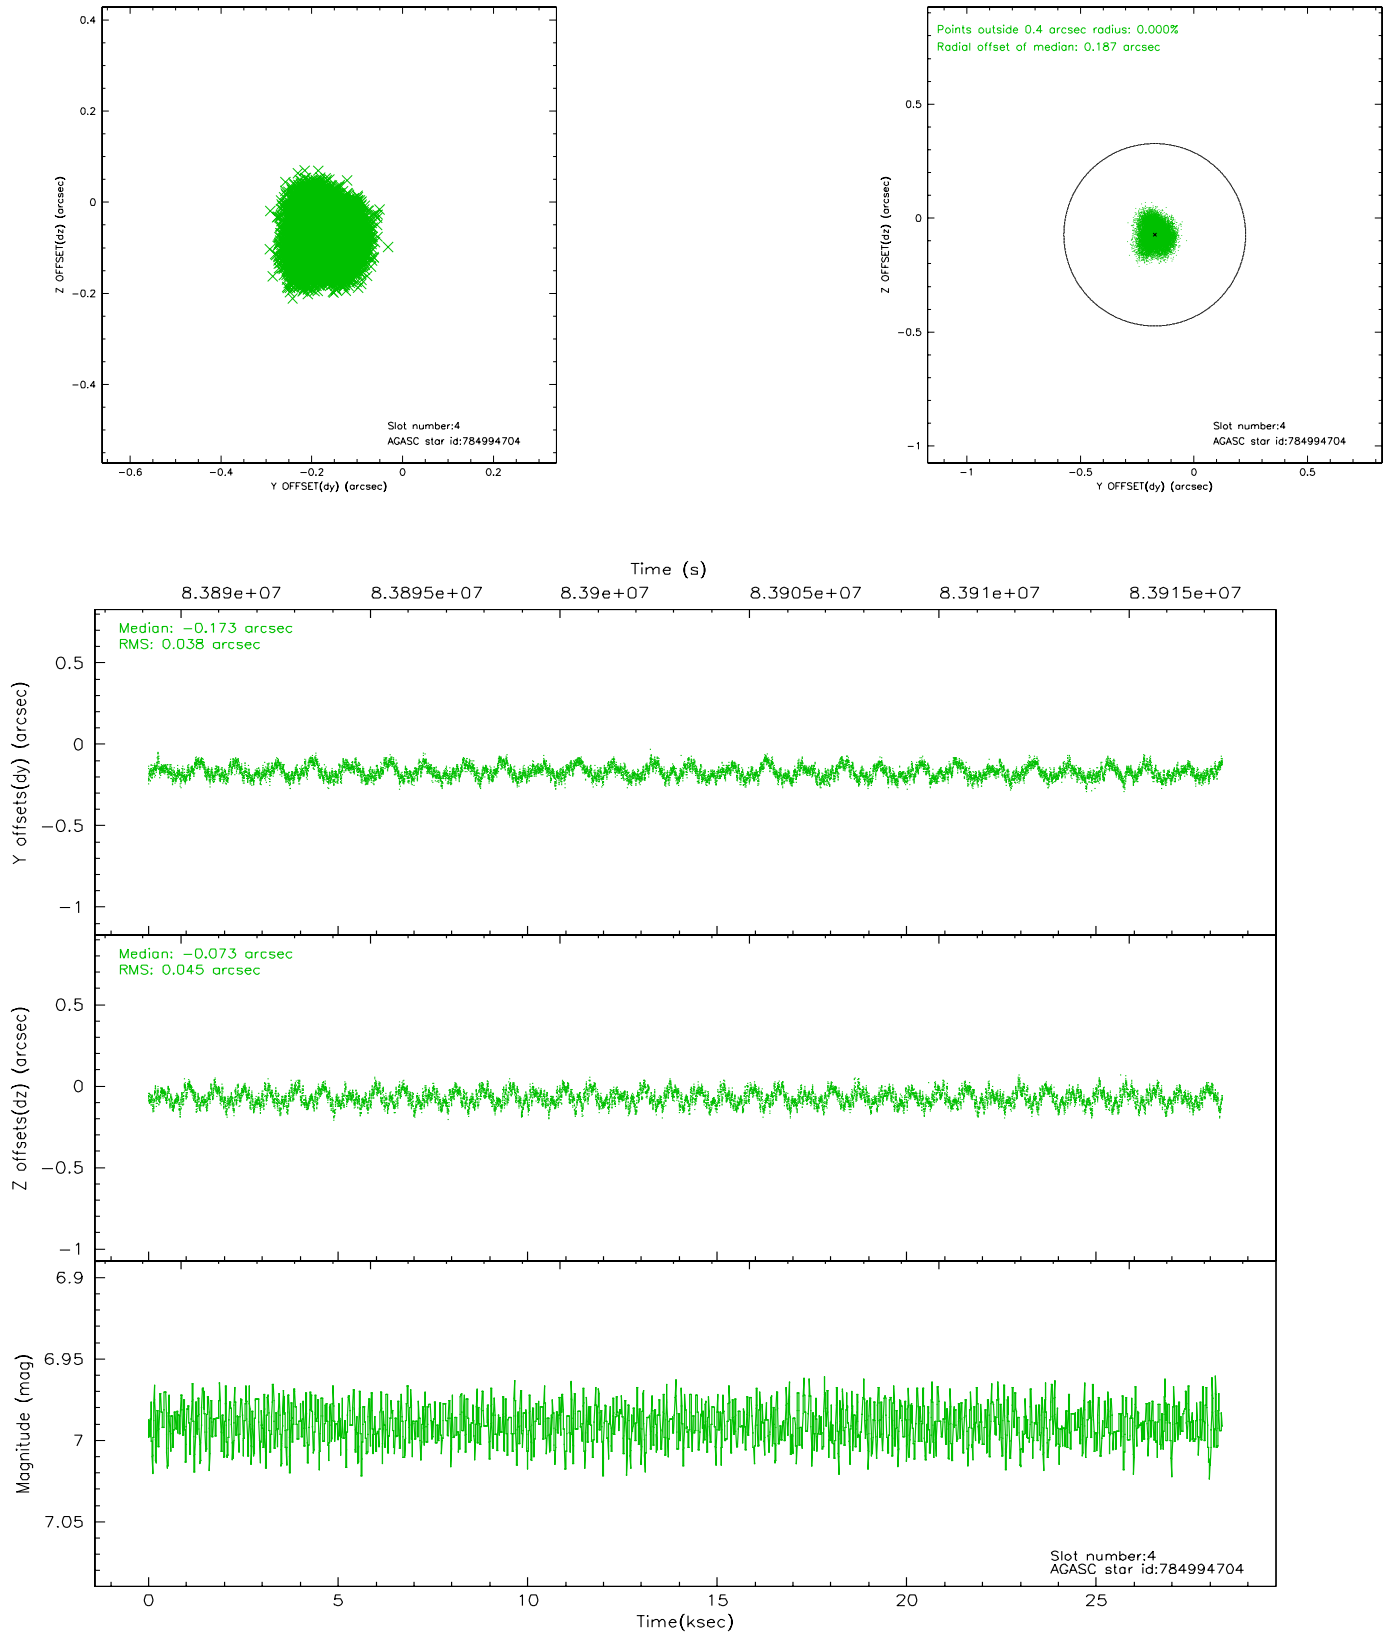 0.4
0.2
0
−0.2
−0.4
Z OFFSET(dz) (arcsec)
Slot number:4
AGASC star id:784994704
−0.6 −0.4 −0.2 0 0.2
Y OFFSET(dy) (arcsec)
Points outside 0.4 arcsec radius: 0.000%
Radial offset of median: 0.187 arcsec
0.5
0
−0.5
−1
Z OFFSET(dz) (arcsec)
Slot number:4
AGASC star id:784994704
−1 −0.5 0 0.5
Y OFFSET(dy) (arcsec)
Time (s)
8.389e+07 8.3895e+07 8.39e+07 8.3905e+07 8.391e+07 8.3915e+07
Median: −0.173 arcsec
RMS: 0.038 arcsec
0.5
0
−0.5
−1
Y offsets(dy) (arcsec)
Median: −0.073 arcsec
RMS: 0.045 arcsec
0.5
0
−0.5
−1
Z offsets(dz) (arcsec)
6.9
6.95
7
7.05
Magnitude (mag)
Slot number:4
AGASC star id:784994704
0 5 10 15 20 25
Time(ksec)